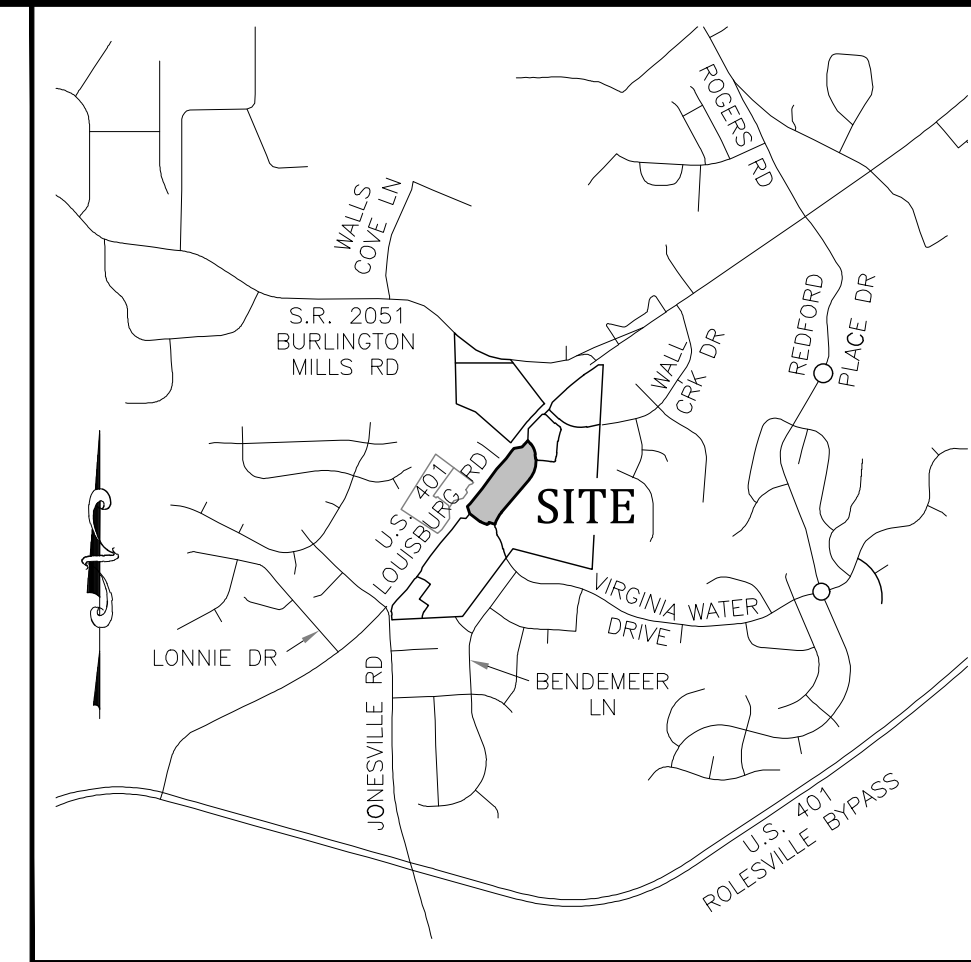 ROGERS RD
WALLS
COVE LN
S.R. 2051
BURLINGTON
MILLS RD
REDFORD
PLACE DR
WALL
CRK DR
U.S. 401
LOUISBURG RD
SITE
VIRGINIA WATER
DRIVE
LONNIE DR
BENDEMEER
LN
JONESVILLE RD
U.S. 401
ROLESVILLE BYPASS